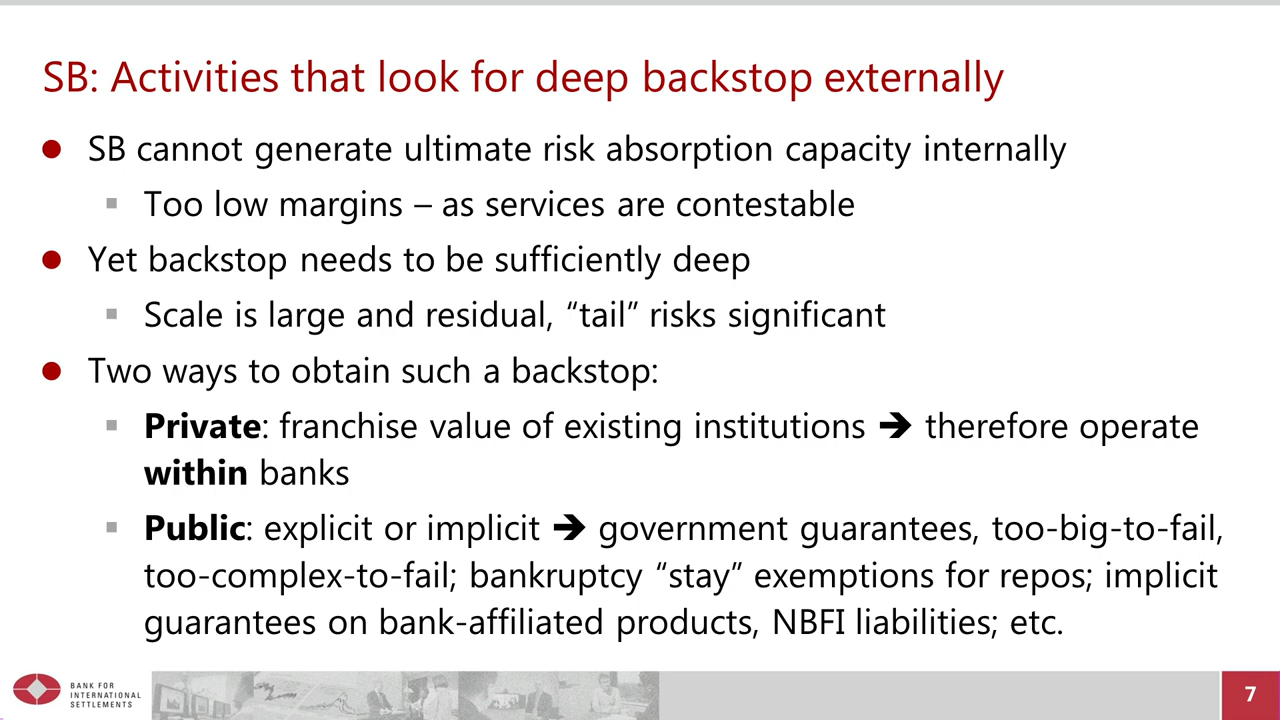 SB: Activities that look for deep backstop externally
● SB cannot generate ultimate risk absorption capacity internally
▪ Too low margins – as services are contestable
● Yet backstop needs to be sufficiently deep
▪ Scale is large and residual, “tail” risks significant
● Two ways to obtain such a backstop:
▪ Private: franchise value of existing institutions ➔ therefore operate
within banks
▪ Public: explicit or implicit ➔ government guarantees, too-big-to-fail,
too-complex-to-fail; bankruptcy “stay” exemptions for repos; implicit
guarantees on bank-affiliated products, NBFI liabilities; etc.
BANK FOR
INTERNATIONAL
SETTLEMENTS
7